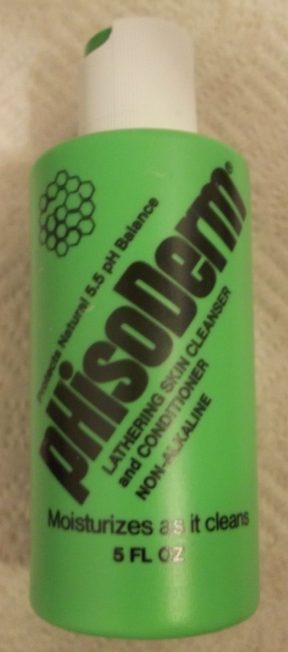 Protects Natural 5.5 pH Balance
pHisoDerm®
LATHERING SKIN CLEANSER
and CONDITIONER
NON-ALKALINE
Moisturizes as it cleans
5 FL OZ